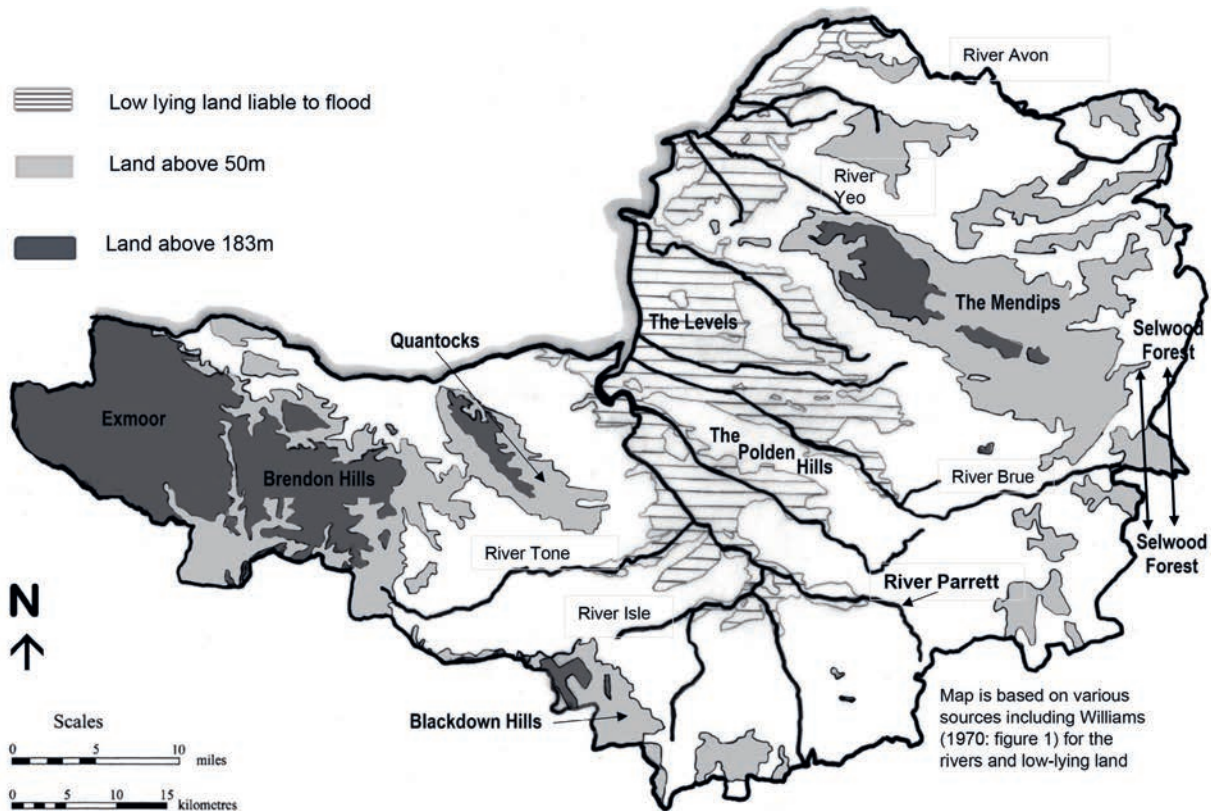 River Avon
Low lying land liable to flood
Land above 50m
Land above 183m
River
Yeo
The Levels
The Mendips
Selwood
Forest
Quantocks
Exmoor
Brendon Hills
The
Polden
Hills
River Brue
River Tone
Selwood
Forest
River Parrett
N
River Isle
Blackdown Hills
Map is based on various
sources including Williams
(1970: figure 1) for the
rivers and low-lying land
Scales
0 5 10 miles
0 5 10 15 kilometres